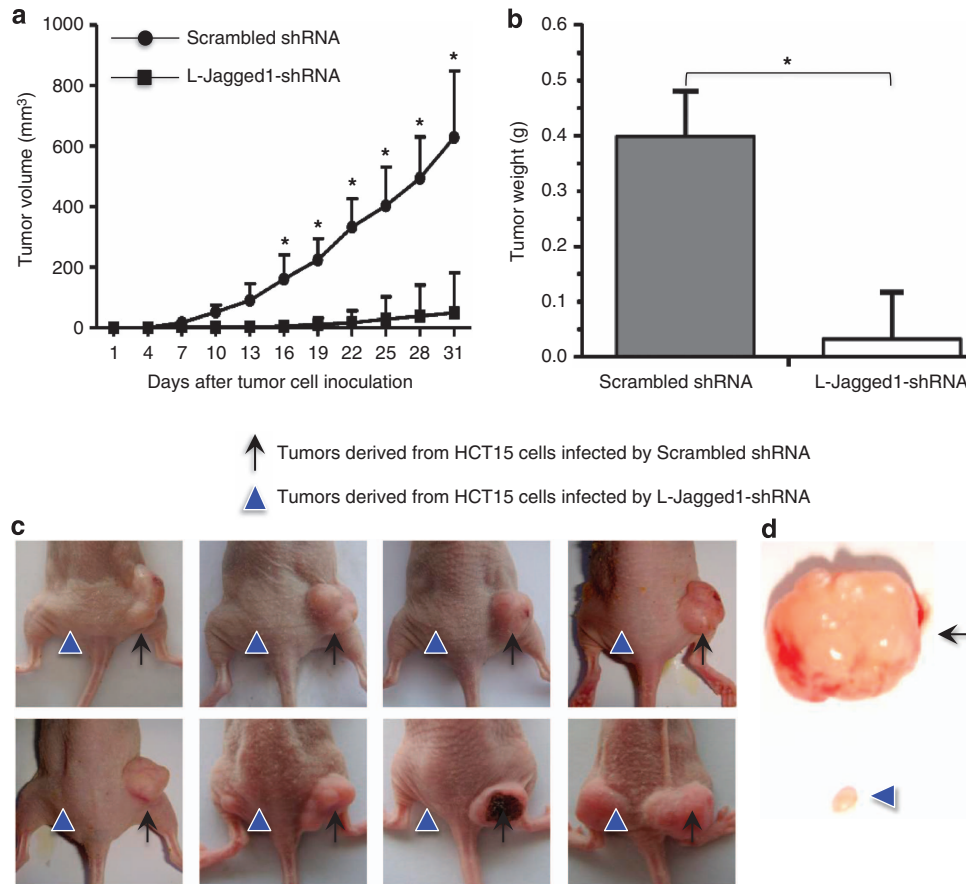 a
1000
800
600
400
200
0
Tumor volume (mm³)
Scrambled shRNA
L-Jagged1-shRNA
* * * * * *
1 4 7 10 13 16 19 22 25 28 31
Days after tumor cell inoculation
b
0.6
0.5
0.4
0.3
0.2
0.1
0.0
Tumor weight (g)
*
Scrambled shRNA L-Jagged1-shRNA
Tumors derived from HCT15 cells infected by Scrambled shRNA
Tumors derived from HCT15 cells infected by L-Jagged1-shRNA
c
d